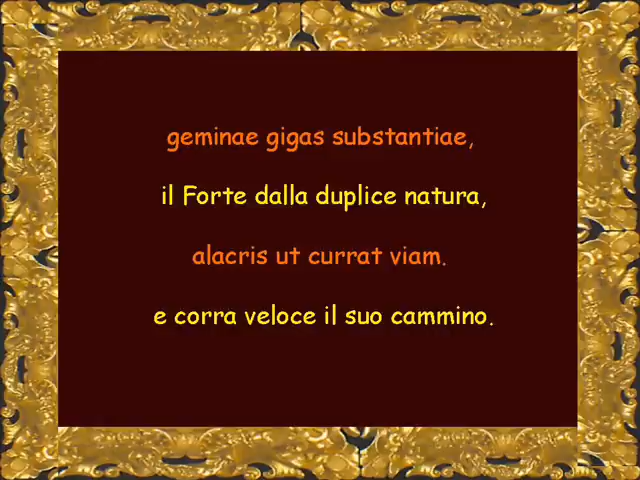 geminae gigas substantiae,
il Forte dalla duplice natura,
alacris ut currat viam.
e corra veloce il suo cammino.